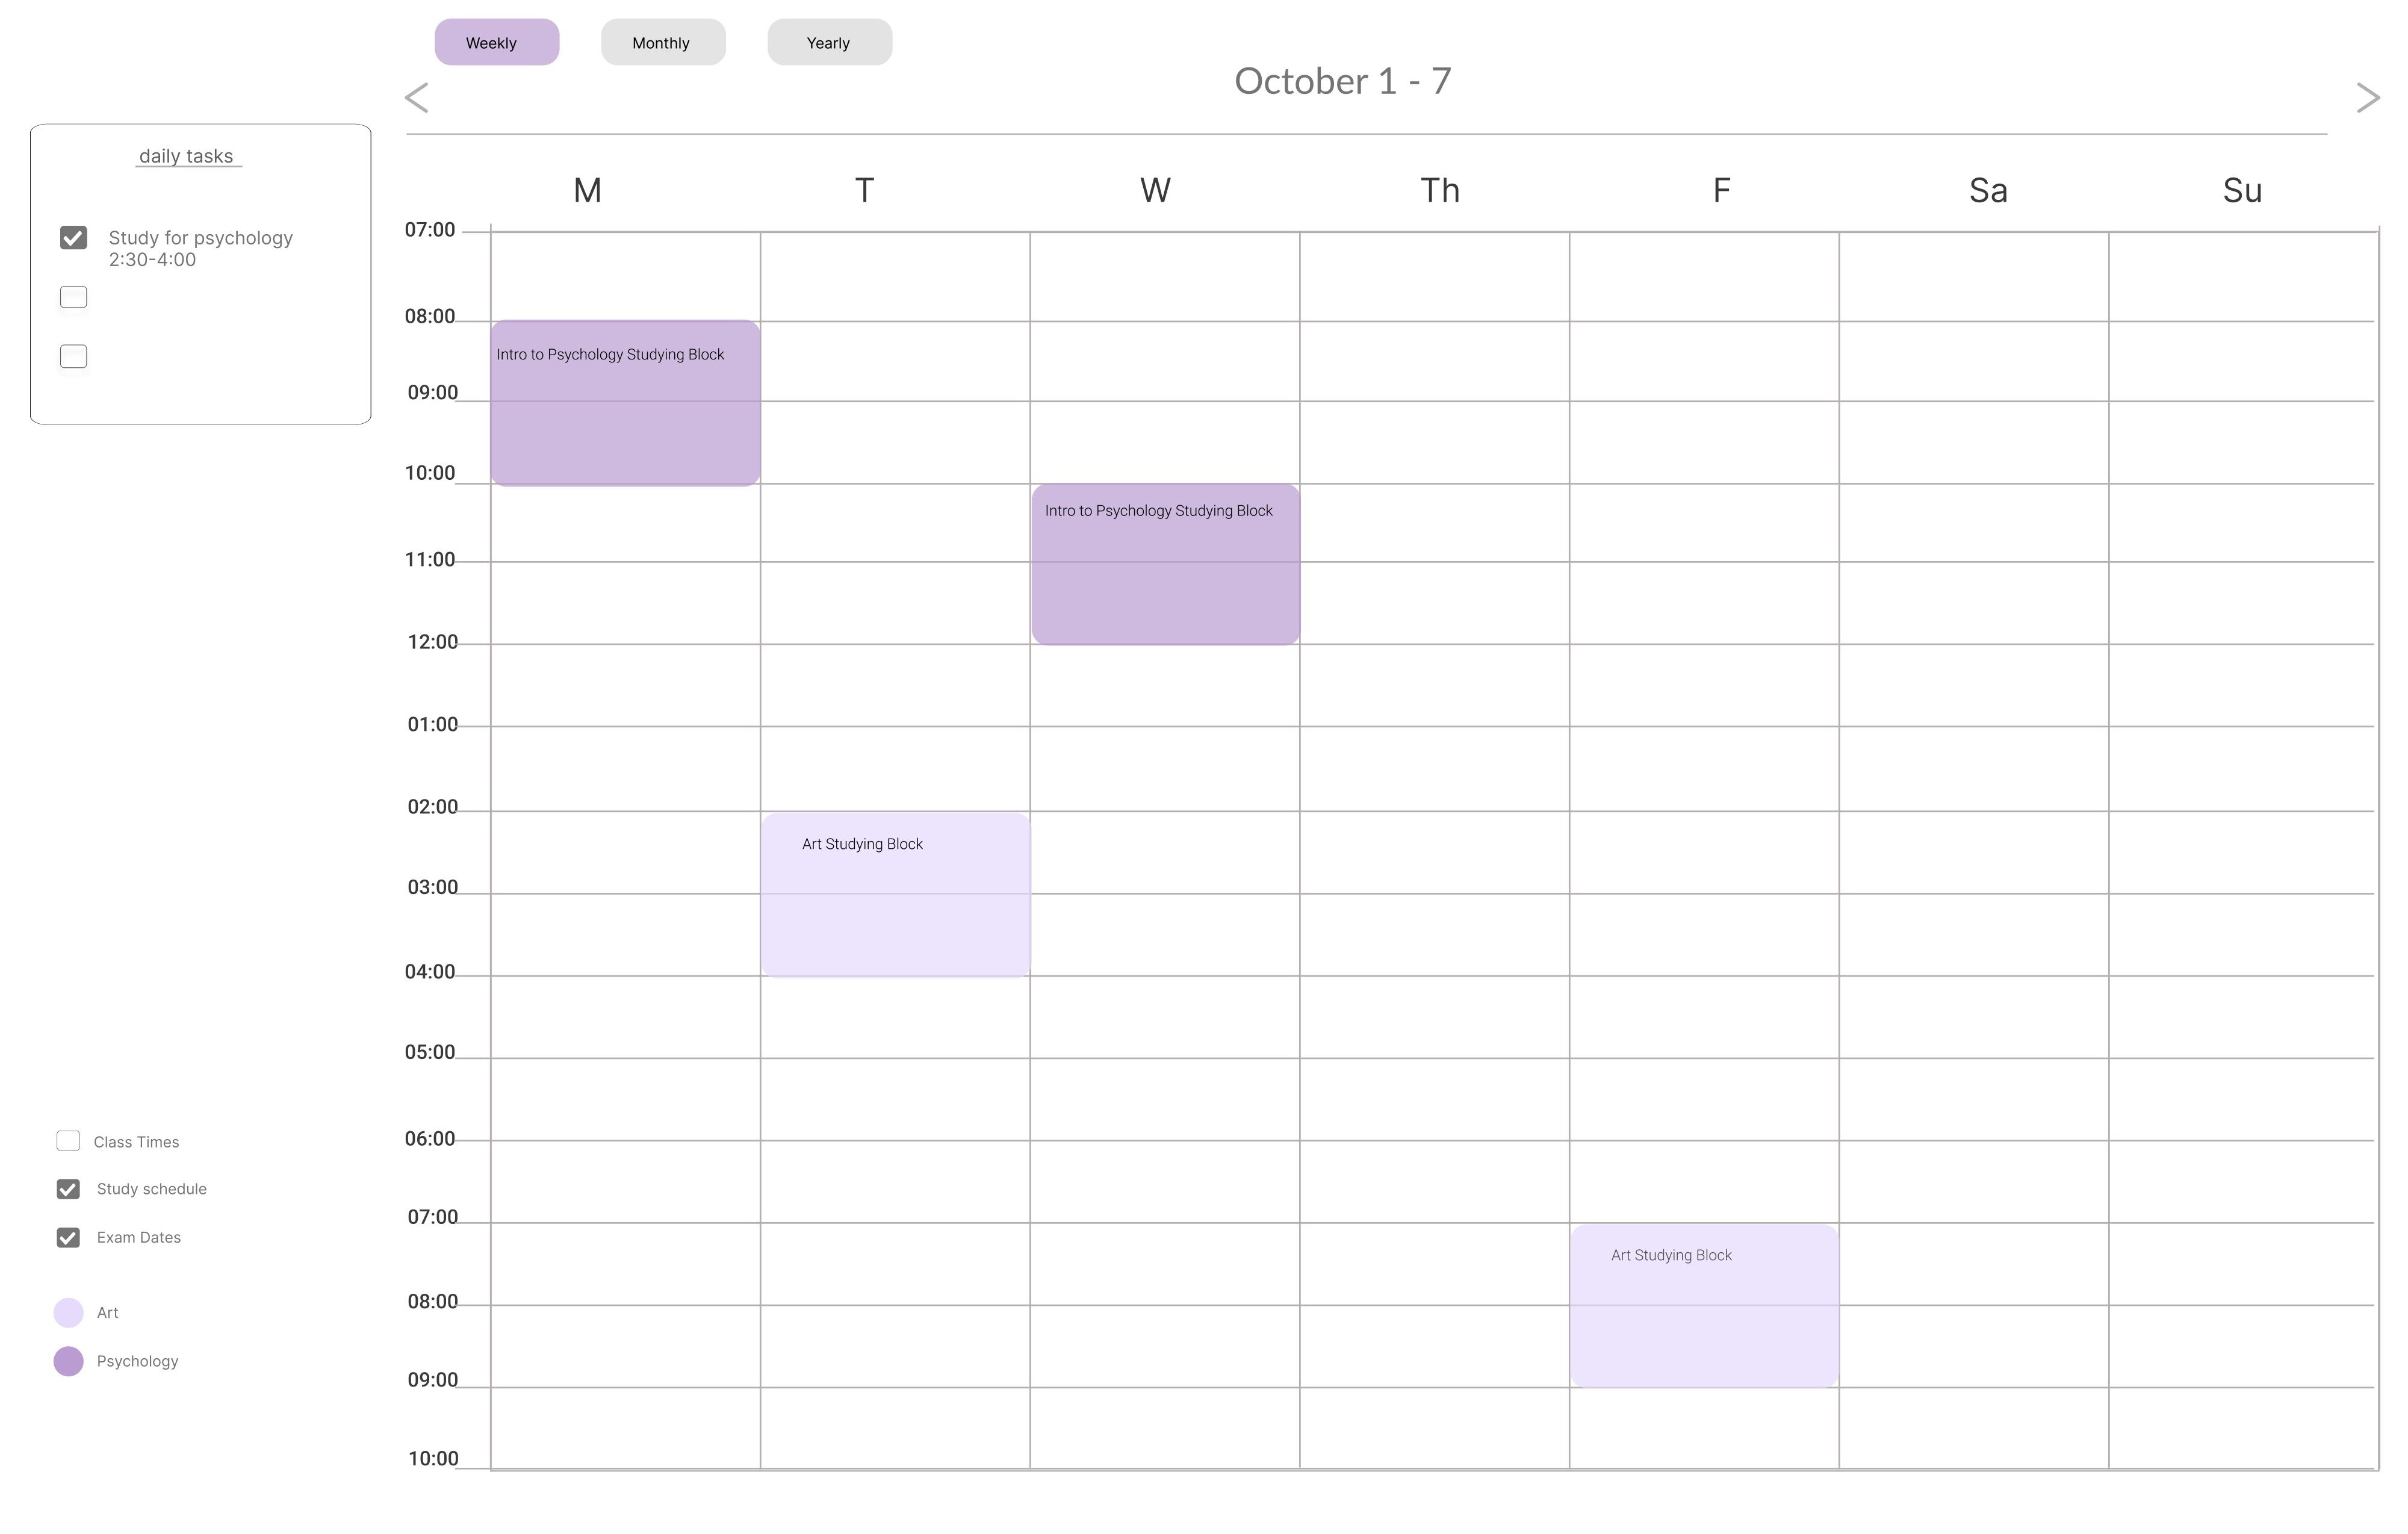 Weekly
Monthly
Yearly
October 1 - 7
daily tasks
Study for psychology
2:30-4:00
M
T
W
Th
F
Sa
Su
07:00
08:00
Intro to Psychology Studying Block
09:00
10:00
Intro to Psychology Studying Block
11:00
12:00
01:00
02:00
Art Studying Block
03:00
04:00
05:00
06:00
07:00
Art Studying Block
08:00
09:00
10:00
Class Times
Study schedule
Exam Dates
Art
Psychology